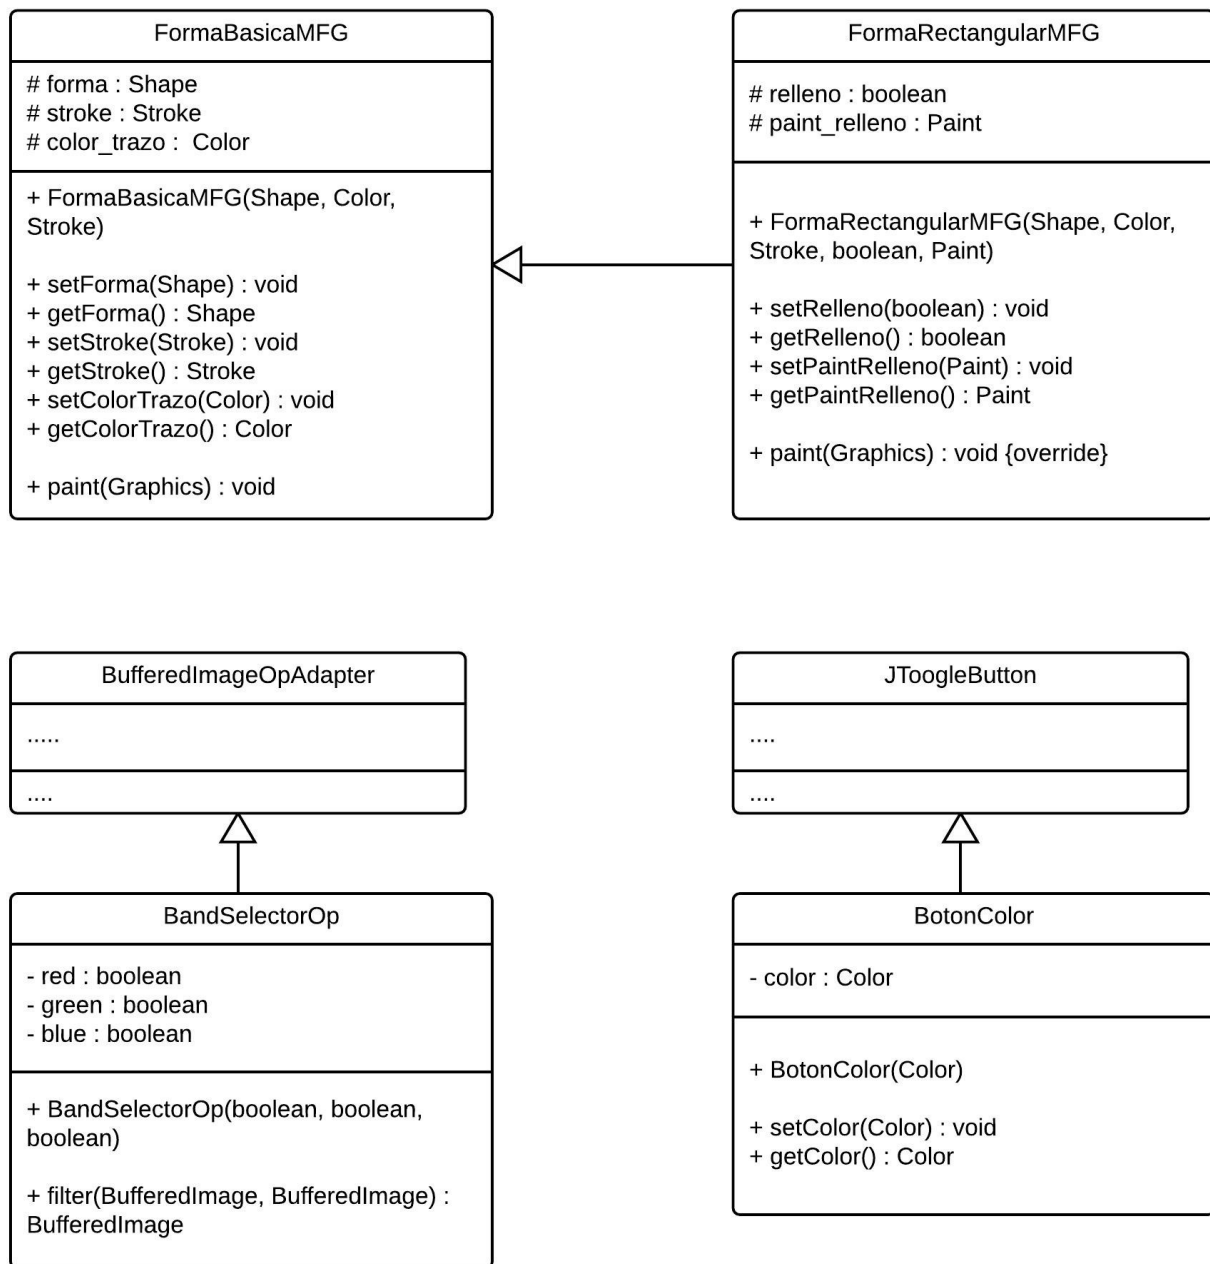 FormaBasicaMFG
# forma : Shape
# stroke : Stroke
# color_trazo :  Color
+ FormaBasicaMFG(Shape, Color,
Stroke)
+ setForma(Shape) : void
+ getForma() : Shape
+ setStroke(Stroke) : void
+ getStroke() : Stroke
+ setColorTrazo(Color) : void
+ getColorTrazo() : Color
+ paint(Graphics) : void
FormaRectangularMFG
# relleno : boolean
# paint_relleno : Paint
+ FormaRectangularMFG(Shape, Color,
Stroke, boolean, Paint)
+ setRelleno(boolean) : void
+ getRelleno() : boolean
+ setPaintRelleno(Paint) : void
+ getPaintRelleno() : Paint
+ paint(Graphics) : void {override}
BufferedImageOpAdapter
.....
....
JToogleButton
....
....
BandSelectorOp
- red : boolean
- green : boolean
- blue : boolean
+ BandSelectorOp(boolean, boolean,
boolean)
+ filter(BufferedImage, BufferedImage) :
BufferedImage
BotonColor
- color : Color
+ BotonColor(Color)
+ setColor(Color) : void
+ getColor() : Color